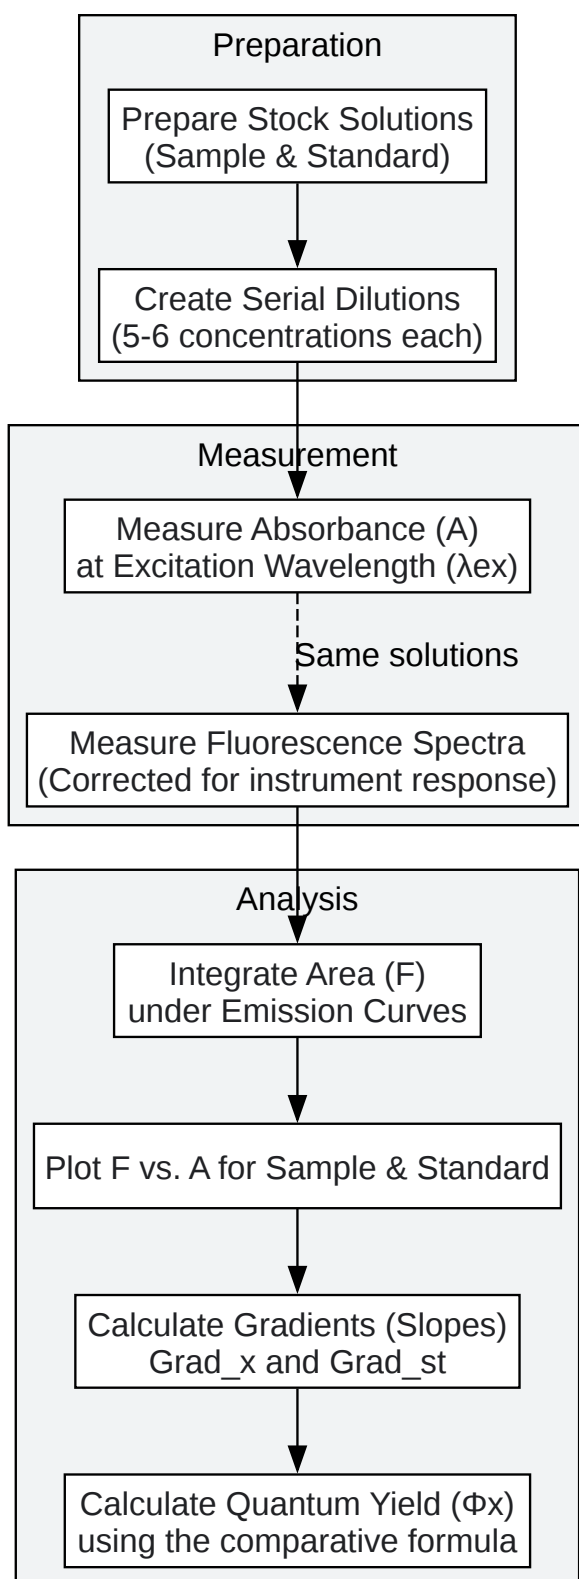 Preparation
Prepare Stock Solutions
(Sample & Standard)
Create Serial Dilutions
(5-6 concentrations each)
Measurement
Measure Absorbance (A)
at Excitation Wavelength (λex)
Same solutions
Measure Fluorescence Spectra
(Corrected for instrument response)
Analysis
Integrate Area (F)
under Emission Curves
Plot F vs. A for Sample & Standard
Calculate Gradients (Slopes)
Grad_x and Grad_st
Calculate Quantum Yield (Φx)
using the comparative formula